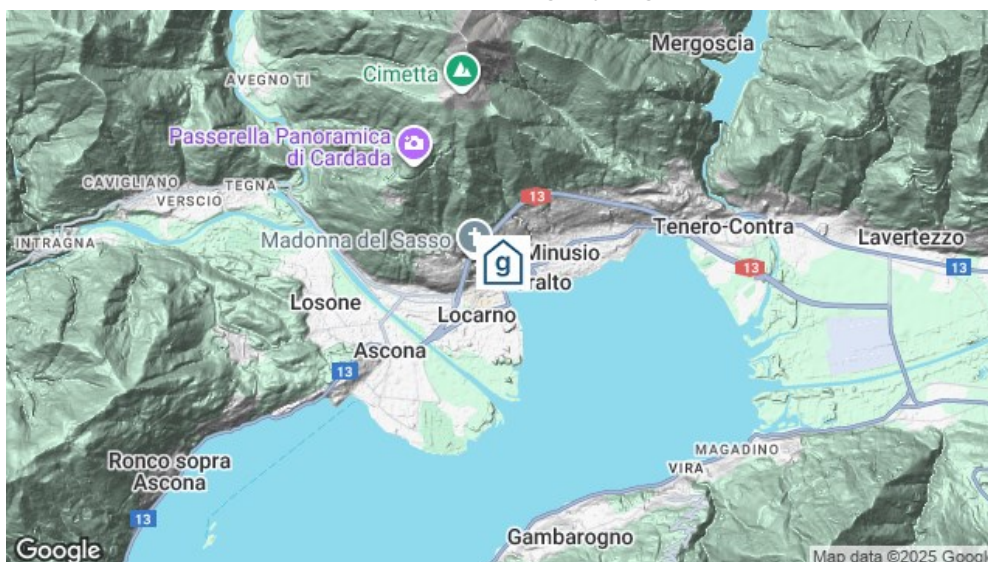 Mergoscia
Cimetta
AVEGNO TI
Passerella Panoramica
di Cardada
CAVIGLIANO
TEGNA
VERSCIO
13
INTRAGNA
Madonna del Sasso
Tenero-Contra
Lavertezzo
Minusio
g
13
13
ralto
Losone
Locarno
Ascona
13
MAGADINO
VIRA
Ronco sopra
Ascona
13
Gambarogno
Google
Map data ©2025 Google